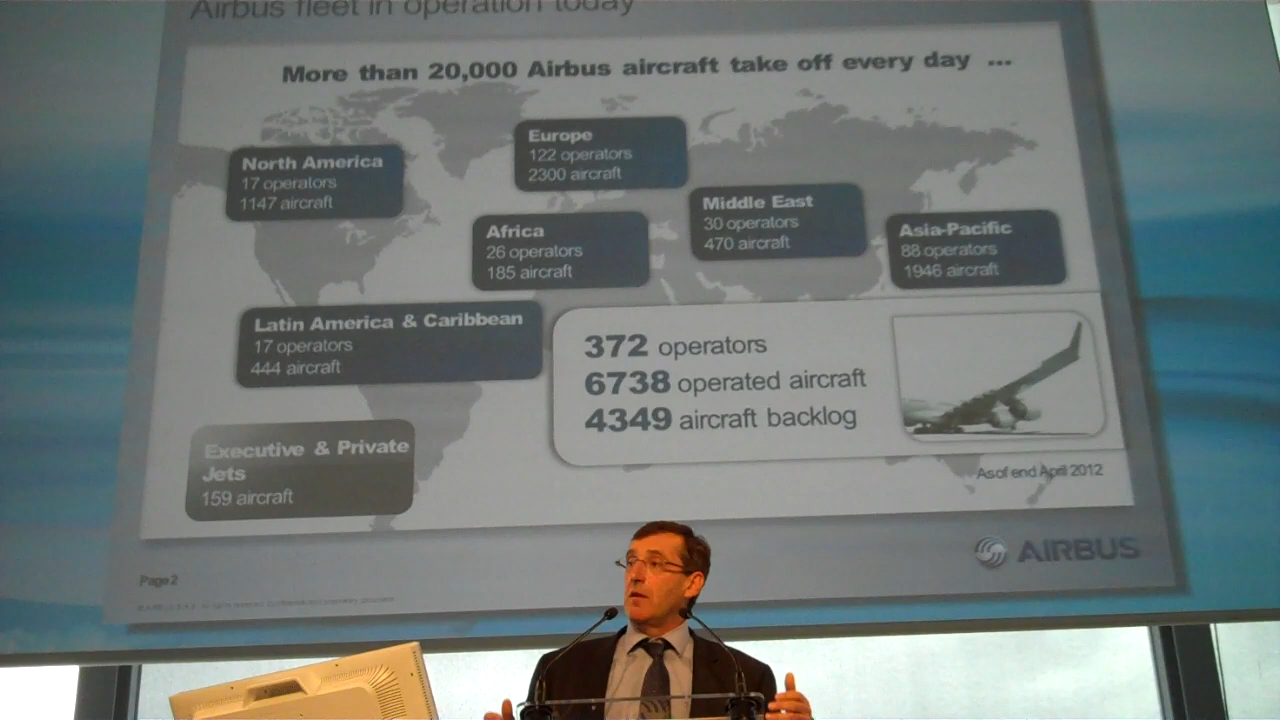 Airbus fleet in operation today
More than 20,000 Airbus aircraft take off every day ...
Europe
122 operators
2300 aircraft
North America
17 operators
1147 aircraft
Middle East
30 operators
470 aircraft
Africa
26 operators
185 aircraft
Asia-Pacific
88 operators
1946 aircraft
Latin America & Caribbean
17 operators
444 aircraft
372 operators
6738 operated aircraft
4349 aircraft backlog
Executive & Private
Jets
159 aircraft
As of end April 2012
AIRBUS
Page 2